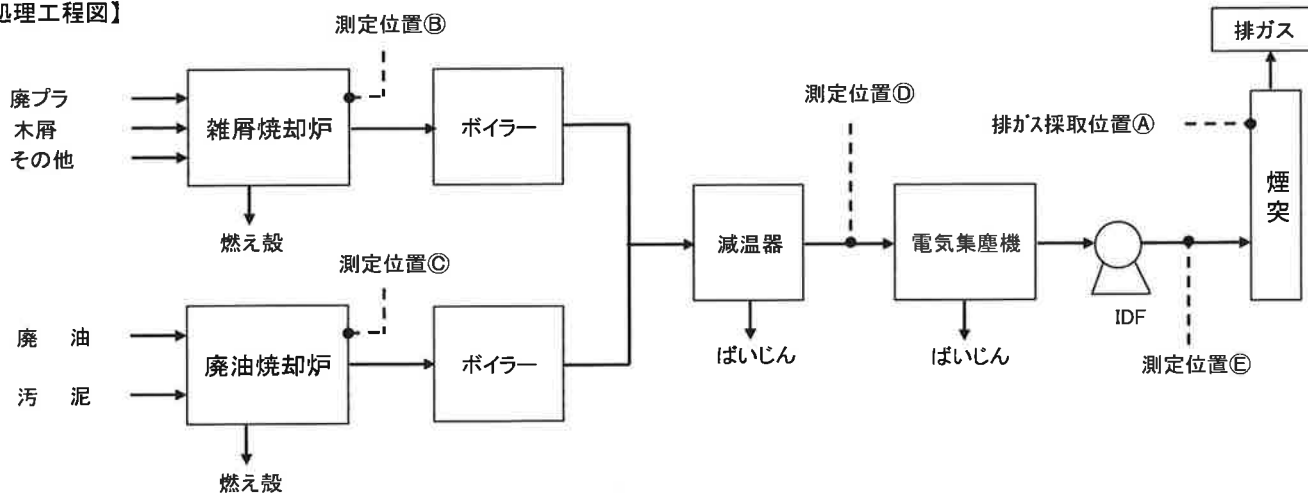 処理工程図】
測定位置Ⓑ
排ガス
廃プラ
木屑
その他
雑屑焼却炉
ボイラー
測定位置Ⓓ
排ガス採取位置Ⓐ
煙突
燃え殻
減温器
電気集塵機
測定位置Ⓒ
IDF
廃　油
汚　泥
廃油焼却炉
ボイラー
ばいじん
ばいじん
測定位置Ⓔ
燃え殻